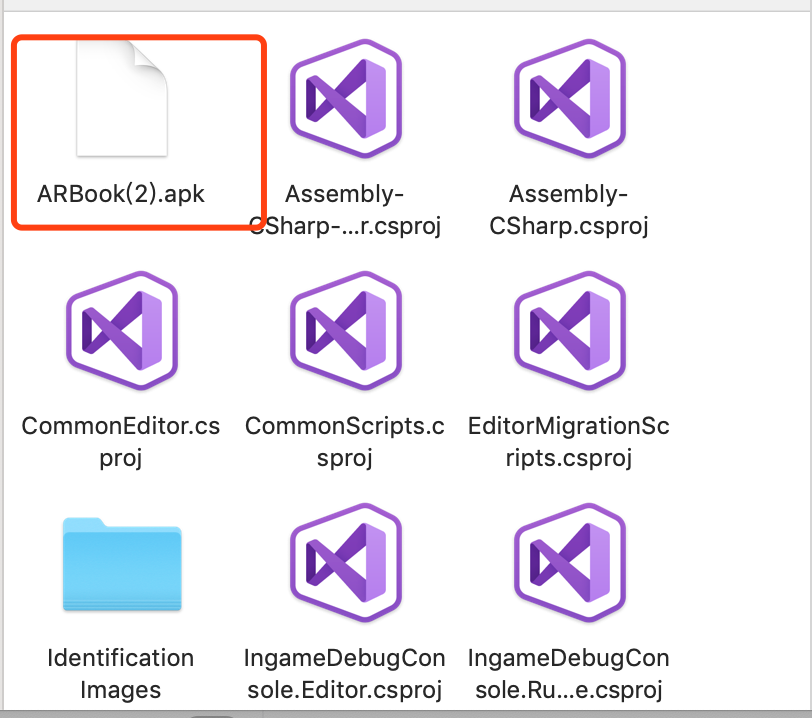 ARBook(2).apk
Assembly-
CSharp-...r.csproj
Assembly-
CSharp.csproj
CommonEditor.cs
proj
CommonScripts.c
sproj
EditorMigrationSc
ripts.csproj
Identification
Images
IngameDebugCon
sole.Editor.csproj
IngameDebugCon
sole.Ru...e.csproj